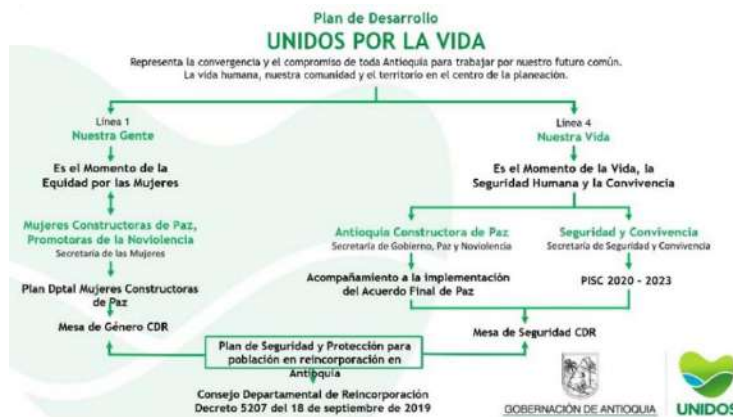 Plan de Desarrollo
UNIDOS POR LA VIDA
Representa la convergencia y el compromiso de toda Antioquia para trabajar por nuestro futuro común.
La vida humana, nuestra comunidad y el territorio en el centro de la planeación.
Línea 1
Nuestra Gente
Es el Momento de la
Equidad por las Mujeres
Mujeres Constructoras de Paz,
Promotoras de la Noviolencia
Secretaría de las Mujeres
Plan Dptal Mujeres Constructoras
de Paz
Mesa de Género CDR
Línea 4
Nuestra Vida
Es el Momento de la Vida, la
Seguridad Humana y la Convivencia
Antioquia Constructora de Paz
Secretaría de Gobierno, Paz y Noviolencia
Acompañamiento a la implementación
del Acuerdo Final de Paz
Seguridad y Convivencia
Secretaría de Seguridad y Convivencia
PISC 2020 - 2023
Mesa de Seguridad CDR
Plan de Seguridad y Protección para
población en reincorporación en
Antioquia
Consejo Departamental de Reincorporación
Decreto 5207 del 18 de septiembre de 2019
GOBERNACIÓN DE ANTIOQUIA
UNIDOS